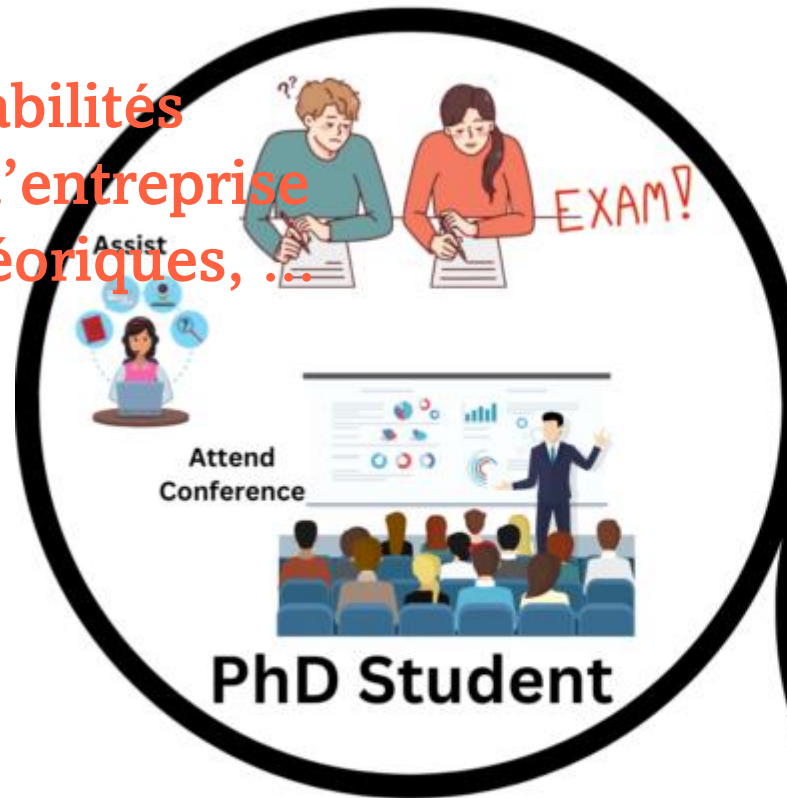 ??
abilités
l'entreprise
EXAM!
Assist
éoriques, ...
Attend
Conference
PhD Student